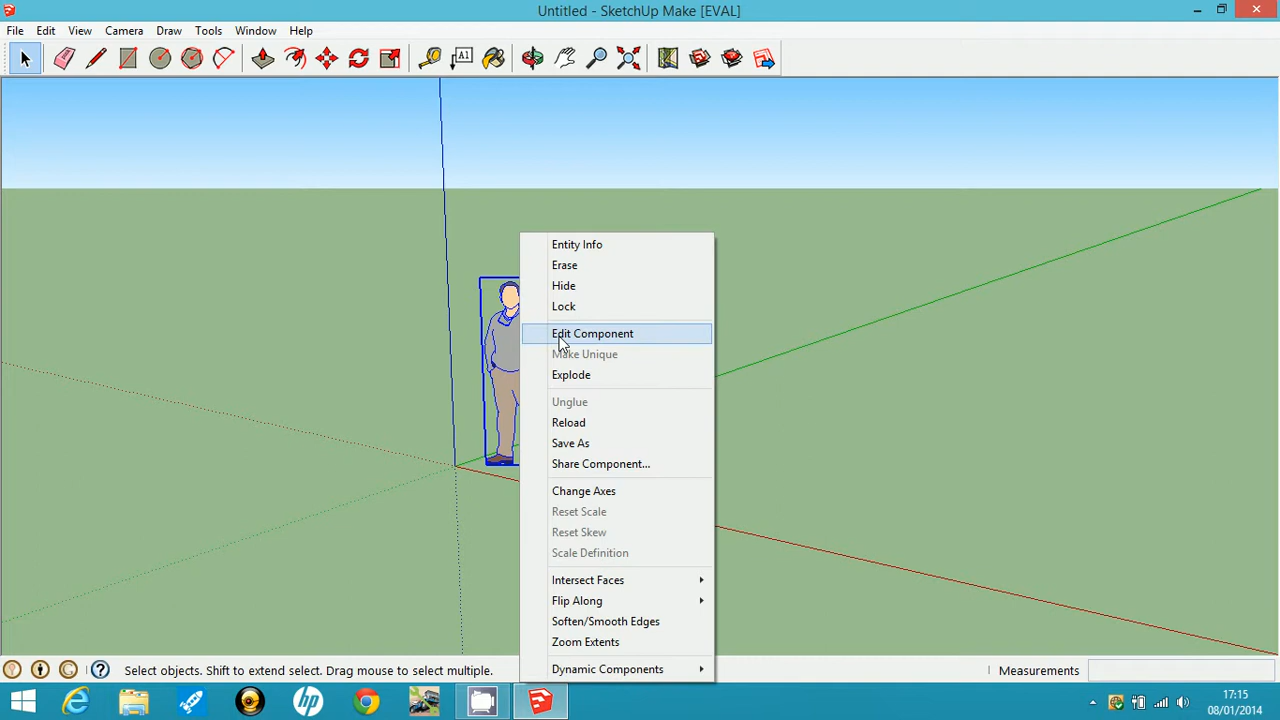 Untitled - SketchUp Make [EVAL]
File Edit View Camera Draw Tools Window Help
A1
Entity Info
Erase
Hide
Lock
Edit Component
Make Unique
Explode
Unglue
Reload
Save As
Share Component...
Change Axes
Reset Scale
Reset Skew
Scale Definition
Intersect Faces
Flip Along
Soften/Smooth Edges
Zoom Extents
Dynamic Components
Select objects. Shift to extend select. Drag mouse to select multiple.
Measurements
17:15
08/01/2014